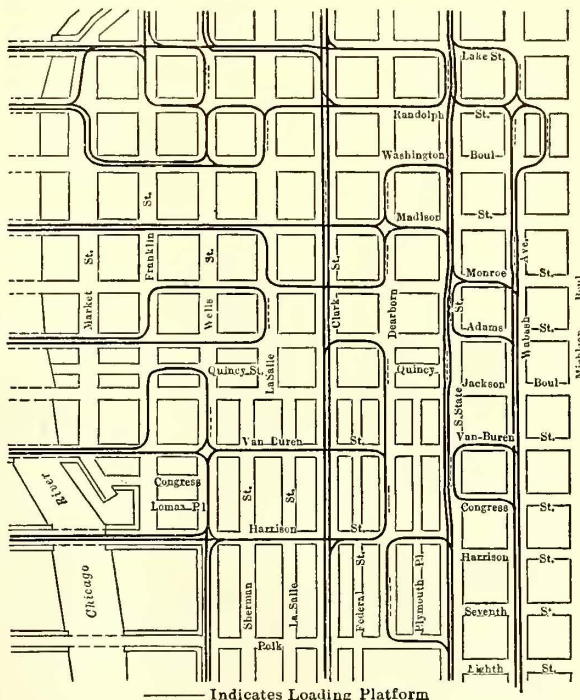 Lake St.
Randolph St.
Washington Boul
St.
Madison St.
St. Franklin St. St. Ave.
Monroe St.
Market Wells Clark Dearborn St. Wabash Boul
Adams St.
Quincy St. LaSalle Quincy Michigan
Jackson Boul
S. State
Van Buren St. Van-Buren St.
River Congress St. St. Congress St.
Lomax Pl
Harrison St. Harrison St.
Chicago Sherman La Salle Federal St. Plymouth Pl.
Seventh St.
Polk
Eighth St.
Indicates Loading Platform